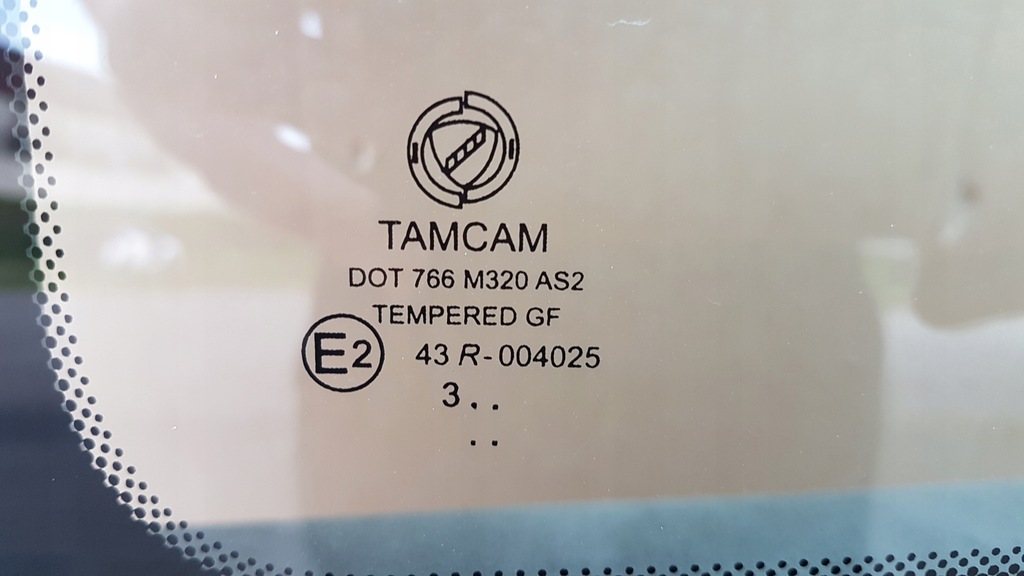 TAMCAM
DOT 766 M320 AS2
TEMPERED GF
E2 43 R-004025
3..
..